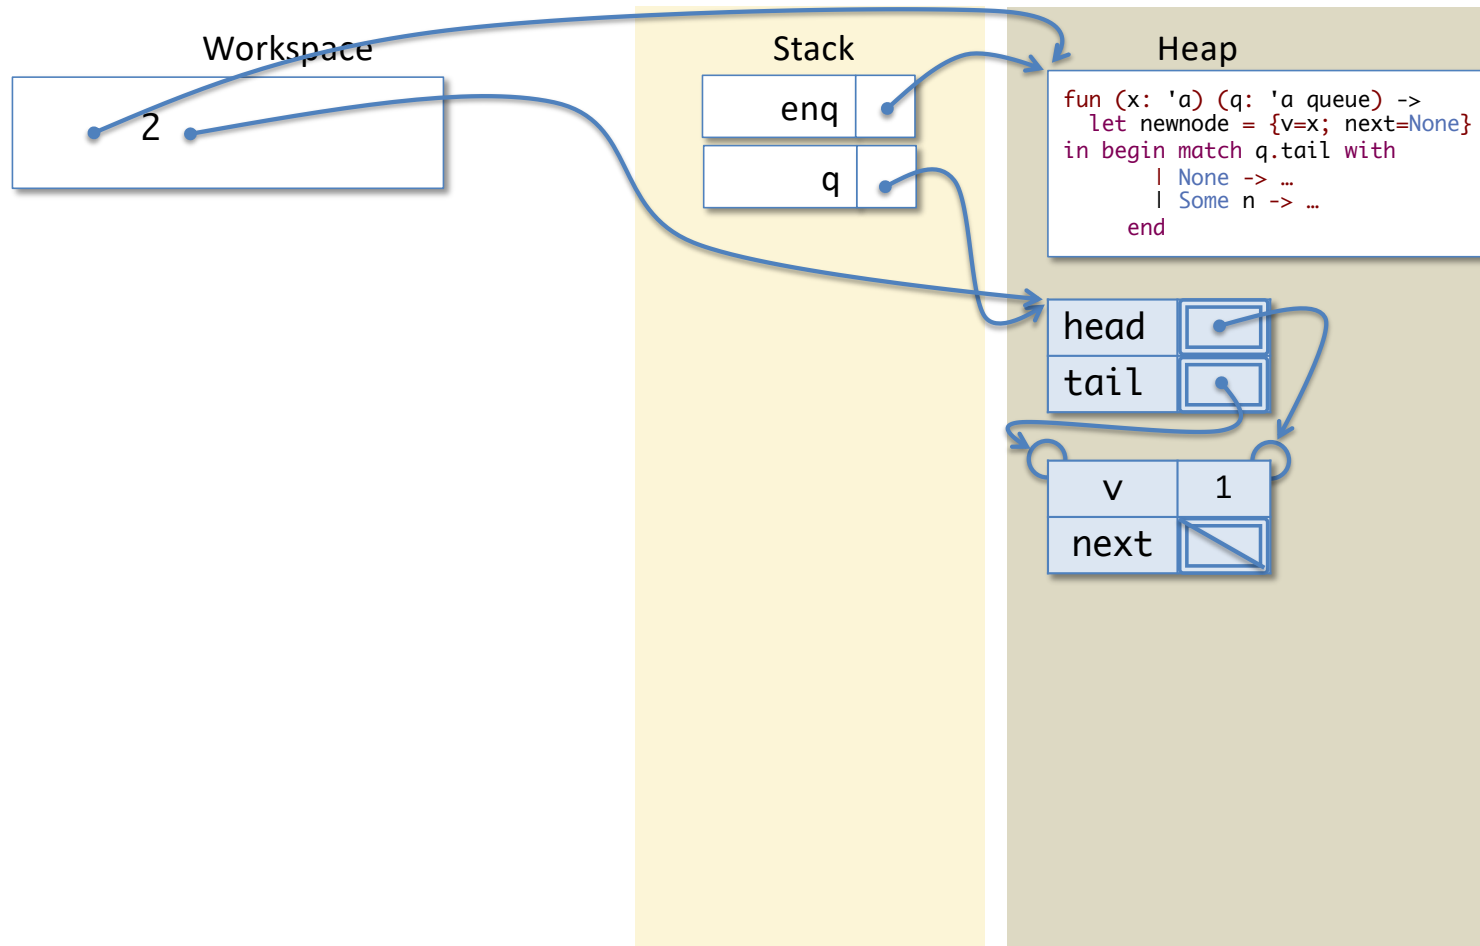 Workspace
Stack
Heap
2
enq
q
fun (x: 'a) (q: 'a queue) ->
let newnode = {v=x; next=None}
in begin match q.tail with
| None -> …
| Some n -> …
end
head
tail
v 1
next